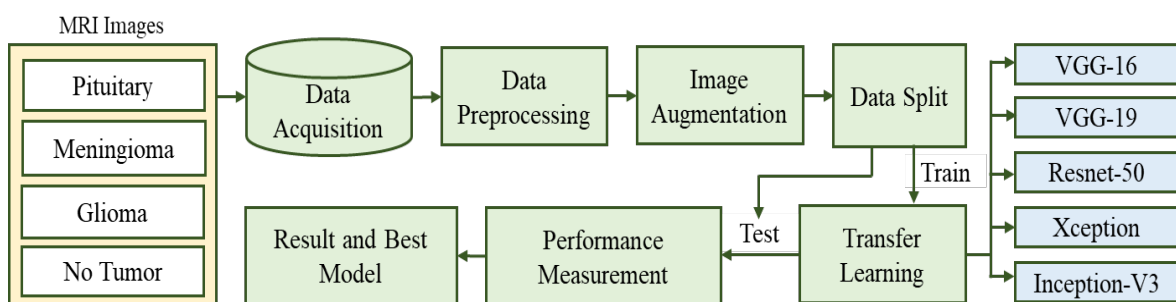 MRI Images
Pituitary
Meningioma
Glioma
No Tumor
Data
Acquisition
Data
Preprocessing
Image
Augmentation
Data Split
Train
Test
Transfer
Learning
VGG-16
VGG-19
Resnet-50
Xception
Inception-V3
Performance
Measurement
Result and Best
Model